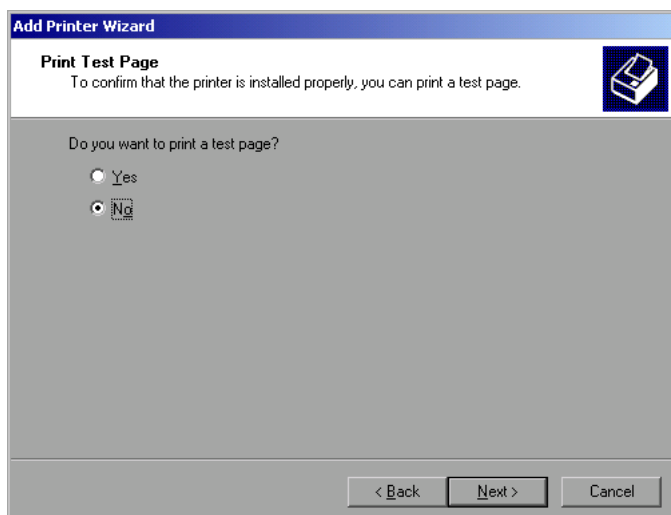 Add Printer Wizard
Print Test Page
To confirm that the printer is installed properly, you can print a test page.
Do you want to print a test page?
Yes
No
< Back Next > Cancel